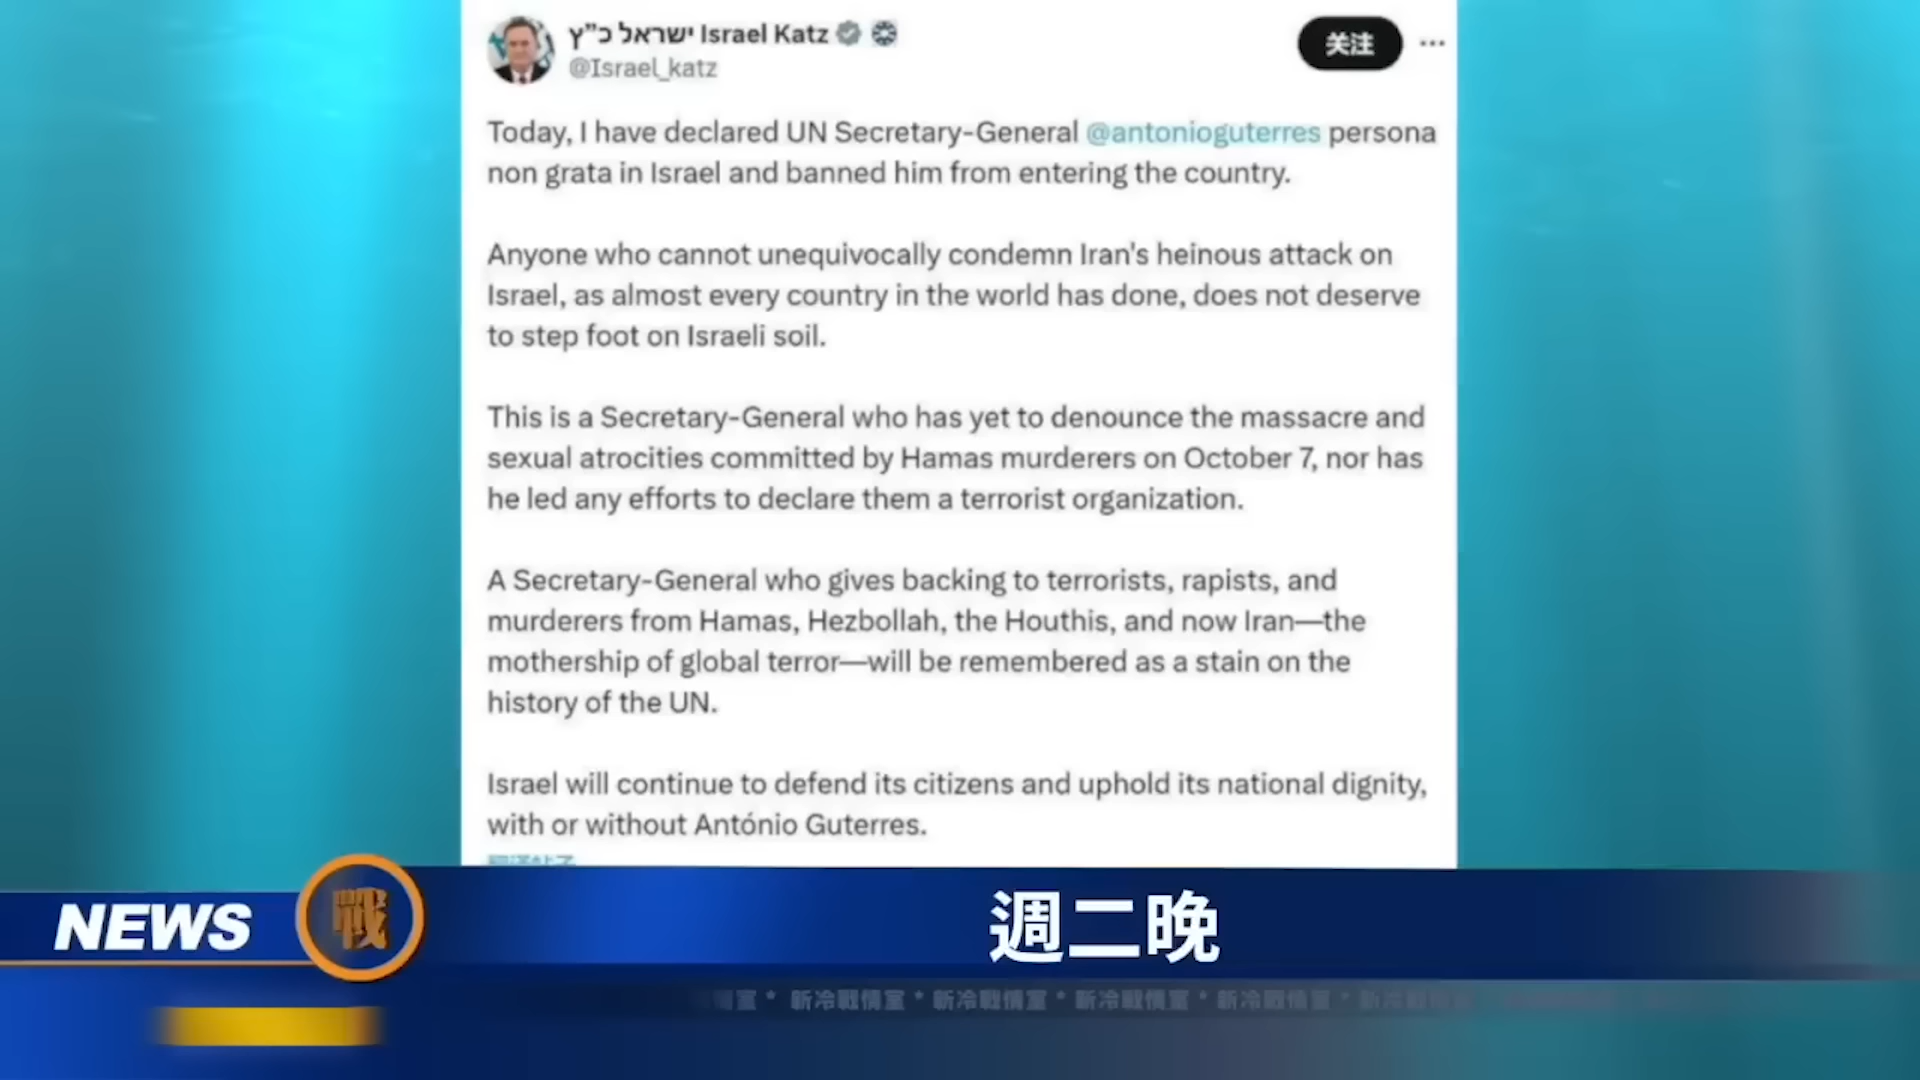 ישראל כ”ץ Israel Katz
@Israel_katz
关注
Today, I have declared UN Secretary-General @antonioguterres persona
non grata in Israel and banned him from entering the country.
Anyone who cannot unequivocally condemn Iran's heinous attack on
Israel, as almost every country in the world has done, does not deserve
to step foot on Israeli soil.
This is a Secretary-General who has yet to denounce the massacre and
sexual atrocities committed by Hamas murderers on October 7, nor has
he led any efforts to declare them a terrorist organization.
A Secretary-General who gives backing to terrorists, rapists, and
murderers from Hamas, Hezbollah, the Houthis, and now Iran—the
mothership of global terror—will be remembered as a stain on the
history of the UN.
Israel will continue to defend its citizens and uphold its national dignity,
with or without António Guterres.
NEWS
戰
週二晚
情室 * 新冷戰情室 * 新冷戰情室 * 新冷戰情室 * 新冷戰情室 *